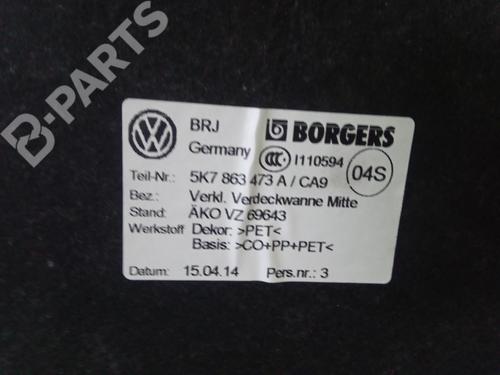 B-PARTS
BRJ
Germany
BORGERS
CCC I110594
04S
Teil-Nr.: 5K7 863 473 A / CA9
Bez.: Verkl. Verdeckwanne Mitte
Stand: ÄKO VZ 69643
Werkstoff Dekor: >PET<
Basis: >CO+PP+PET<
Datum: 15.04.14 Pers.nr.: 3